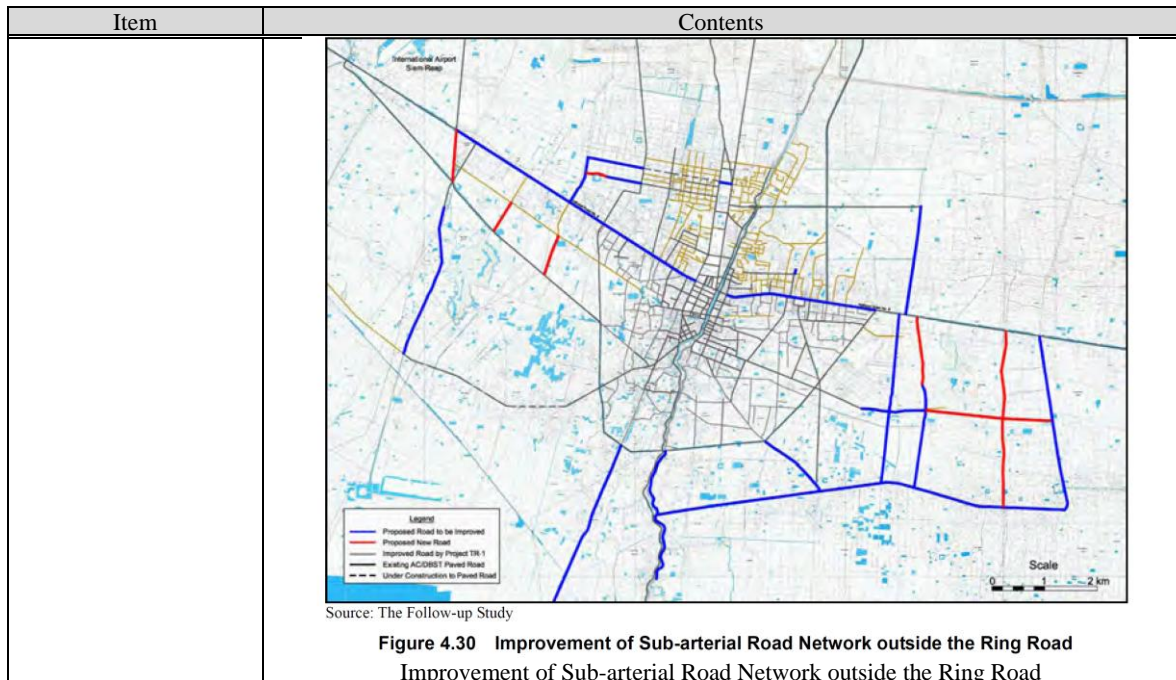 Item
Contents
International Airport
Siem Reap
Legend
Proposed Road to be Improved
Proposed New Road
Improved Road by Project TR-1
Existing AC/DBST Paved Road
Under Construction to Paved Road
Scale
0 1 2 km
Source: The Follow-up Study
Figure 4.30 Improvement of Sub-arterial Road Network outside the Ring Road
Improvement of Sub-arterial Road Network outside the Ring Road